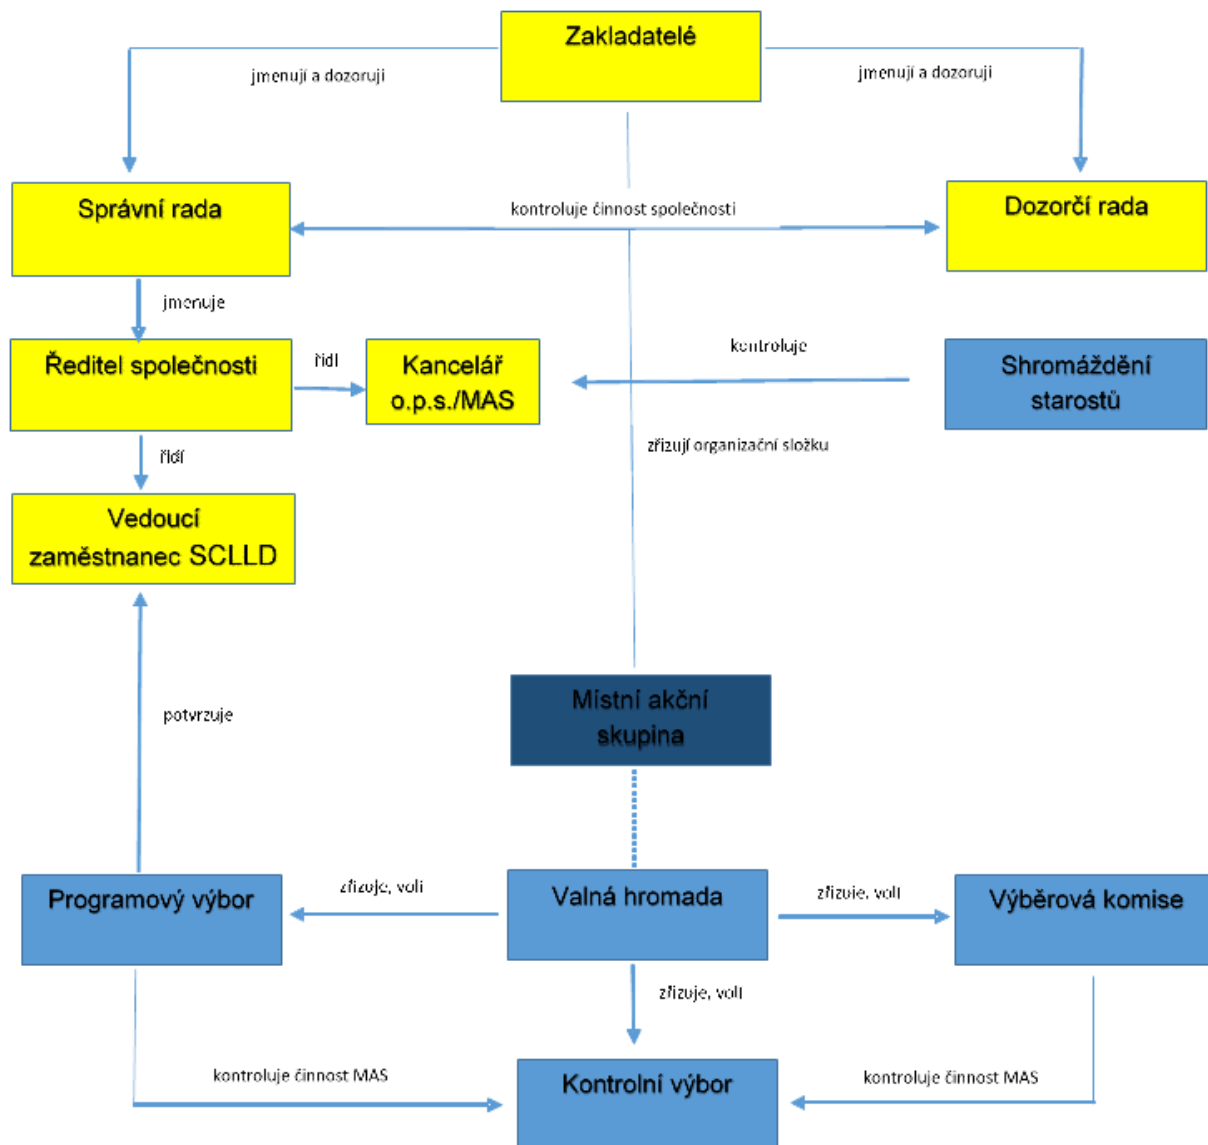 Zakladatelé
jmenují a dozorují
jmenují a dozorují
Správní rada
kontroluje činnost společnosti
Dozorčí rada
jmenuje
Ředitel společnosti
řídí
Kancelář
o.p.s./MAS
kontroluje
Shromáždění
starostů
řídí
zřizují organizační složku
Vedoucí
zaměstnanec SCLLD
Místní akční
skupina
potvrzuje
Programový výbor
zřizuje, volí
Valná hromada
zřizuje, volí
Výběrová komise
zřizuje, volí
kontroluje činnost MAS
Kontrolní výbor
kontroluje činnost MAS